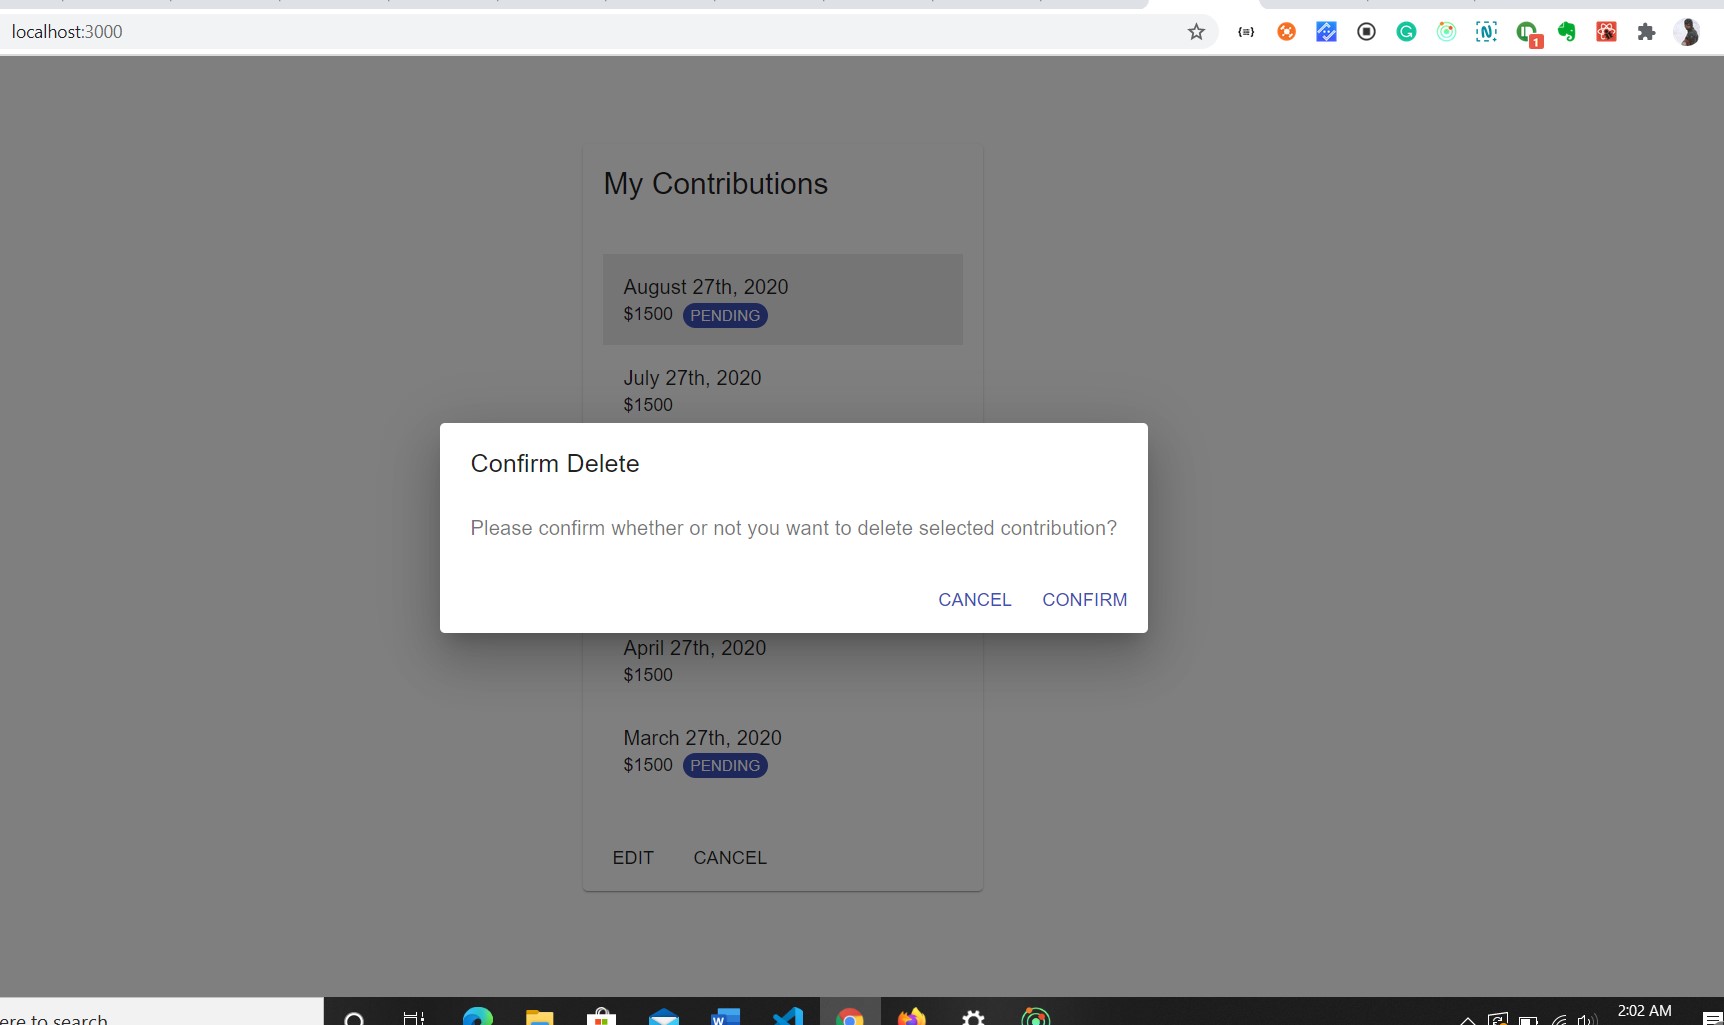 localhost:3000
1
My Contributions
August 27th, 2020
$1500 PENDING
July 27th, 2020
$1500
Confirm Delete
Please confirm whether or not you want to delete selected contribution?
CANCEL CONFIRM
April 27th, 2020
$1500
March 27th, 2020
$1500 PENDING
EDIT CANCEL
ere to search
2:02 AM